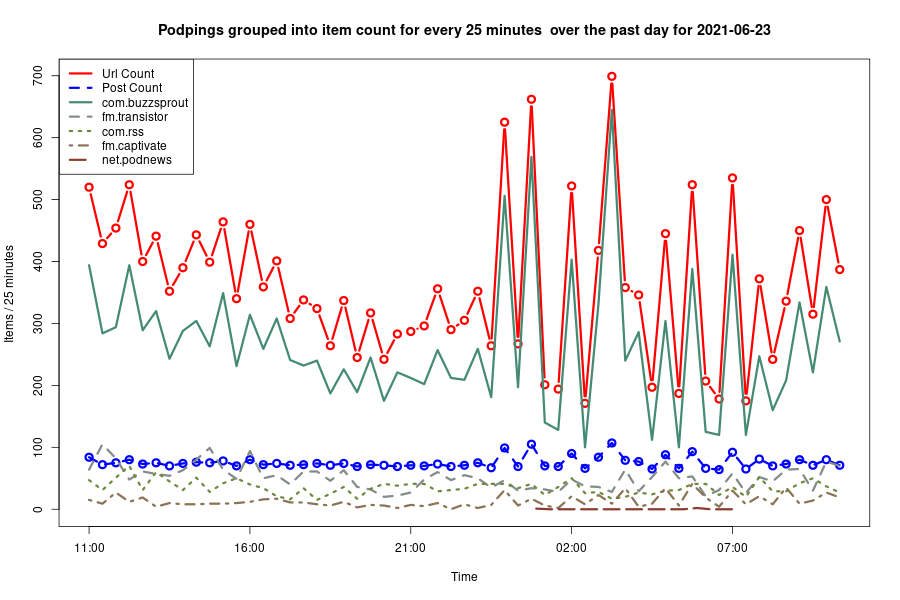 Podpings grouped into item count for every 25 minutes  over the past day for 2021-06-23
Url Count
Post Count
com.buzzsprout
fm.transistor
com.rss
fm.captivate
net.podnews
Items / 25 minutes
700
600
500
400
300
200
100
0
11:00 16:00 21:00 02:00 07:00
Time